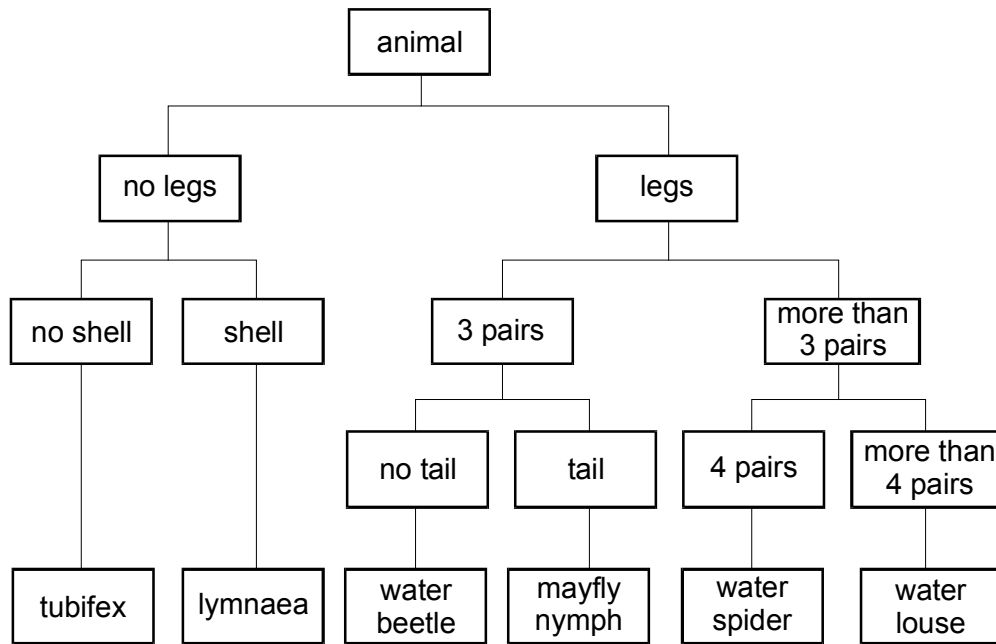 animal
no legs
legs
no shell
shell
3 pairs
more than
3 pairs
no tail
tail
4 pairs
more than
4 pairs
tubifex
lymnaea
water
beetle
mayfly
nymph
water
spider
water
louse